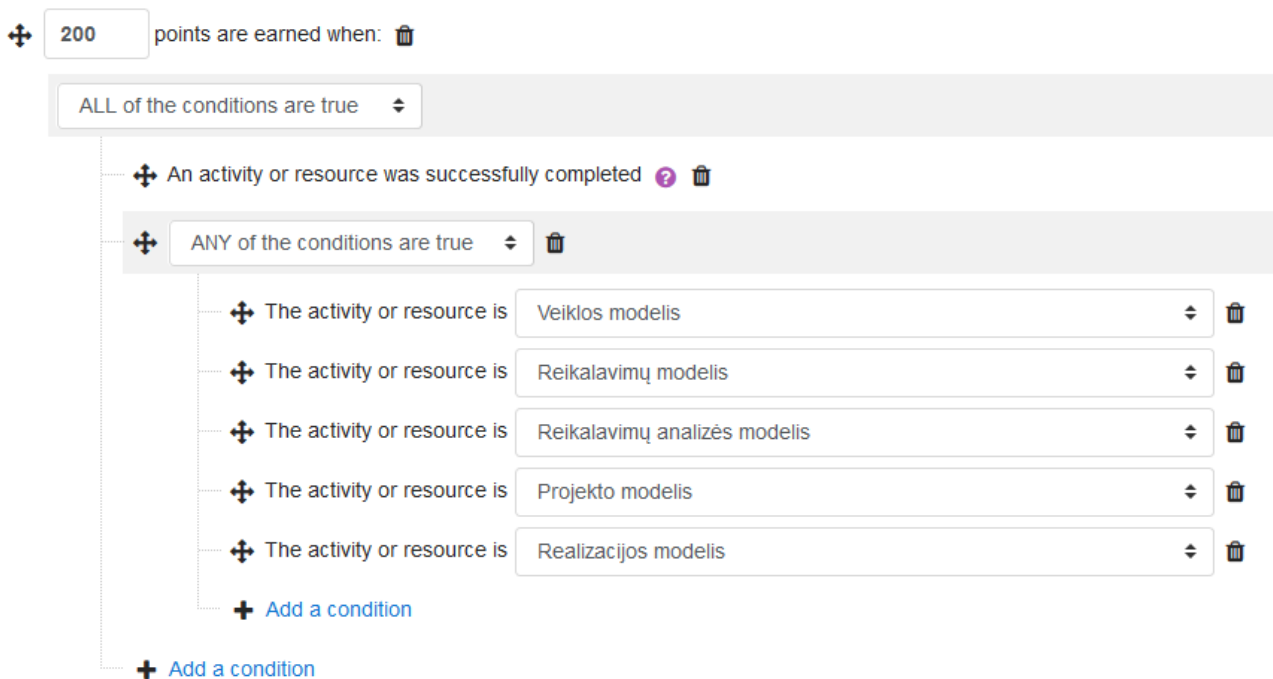 200 points are earned when:
ALL of the conditions are true
An activity or resource was successfully completed ?
ANY of the conditions are true
The activity or resource is Veiklos modelis
The activity or resource is Reikalavimų modelis
The activity or resource is Reikalavimų analizės modelis
The activity or resource is Projekto modelis
The activity or resource is Realizacijos modelis
Add a condition
Add a condition